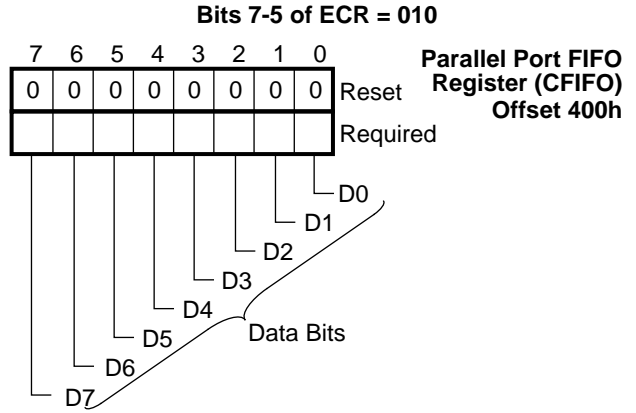 Bits 7-5 of ECR = 010
7 6 5 4 3 2 1 0
Parallel Port FIFO
Register (CFIFO)
Offset 400h
0 0 0 0 0 0 0 0 Reset
Required
D0
D1
D2
D3
D4
D5
D6
D7
Data Bits